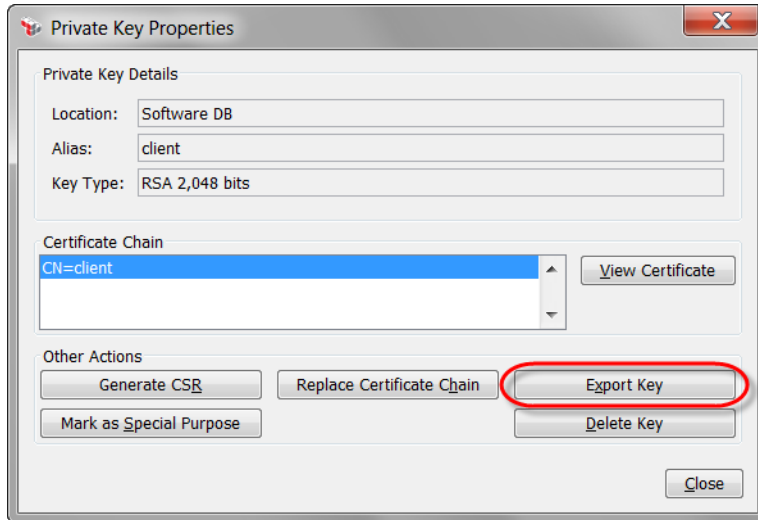 Private Key Properties
X
Private Key Details
Location: Software DB
Alias: client
Key Type: RSA 2,048 bits
Certificate Chain
CN=client
View Certificate
Other Actions
Generate CSR Replace Certificate Chain Export Key
Mark as Special Purpose Delete Key
Close